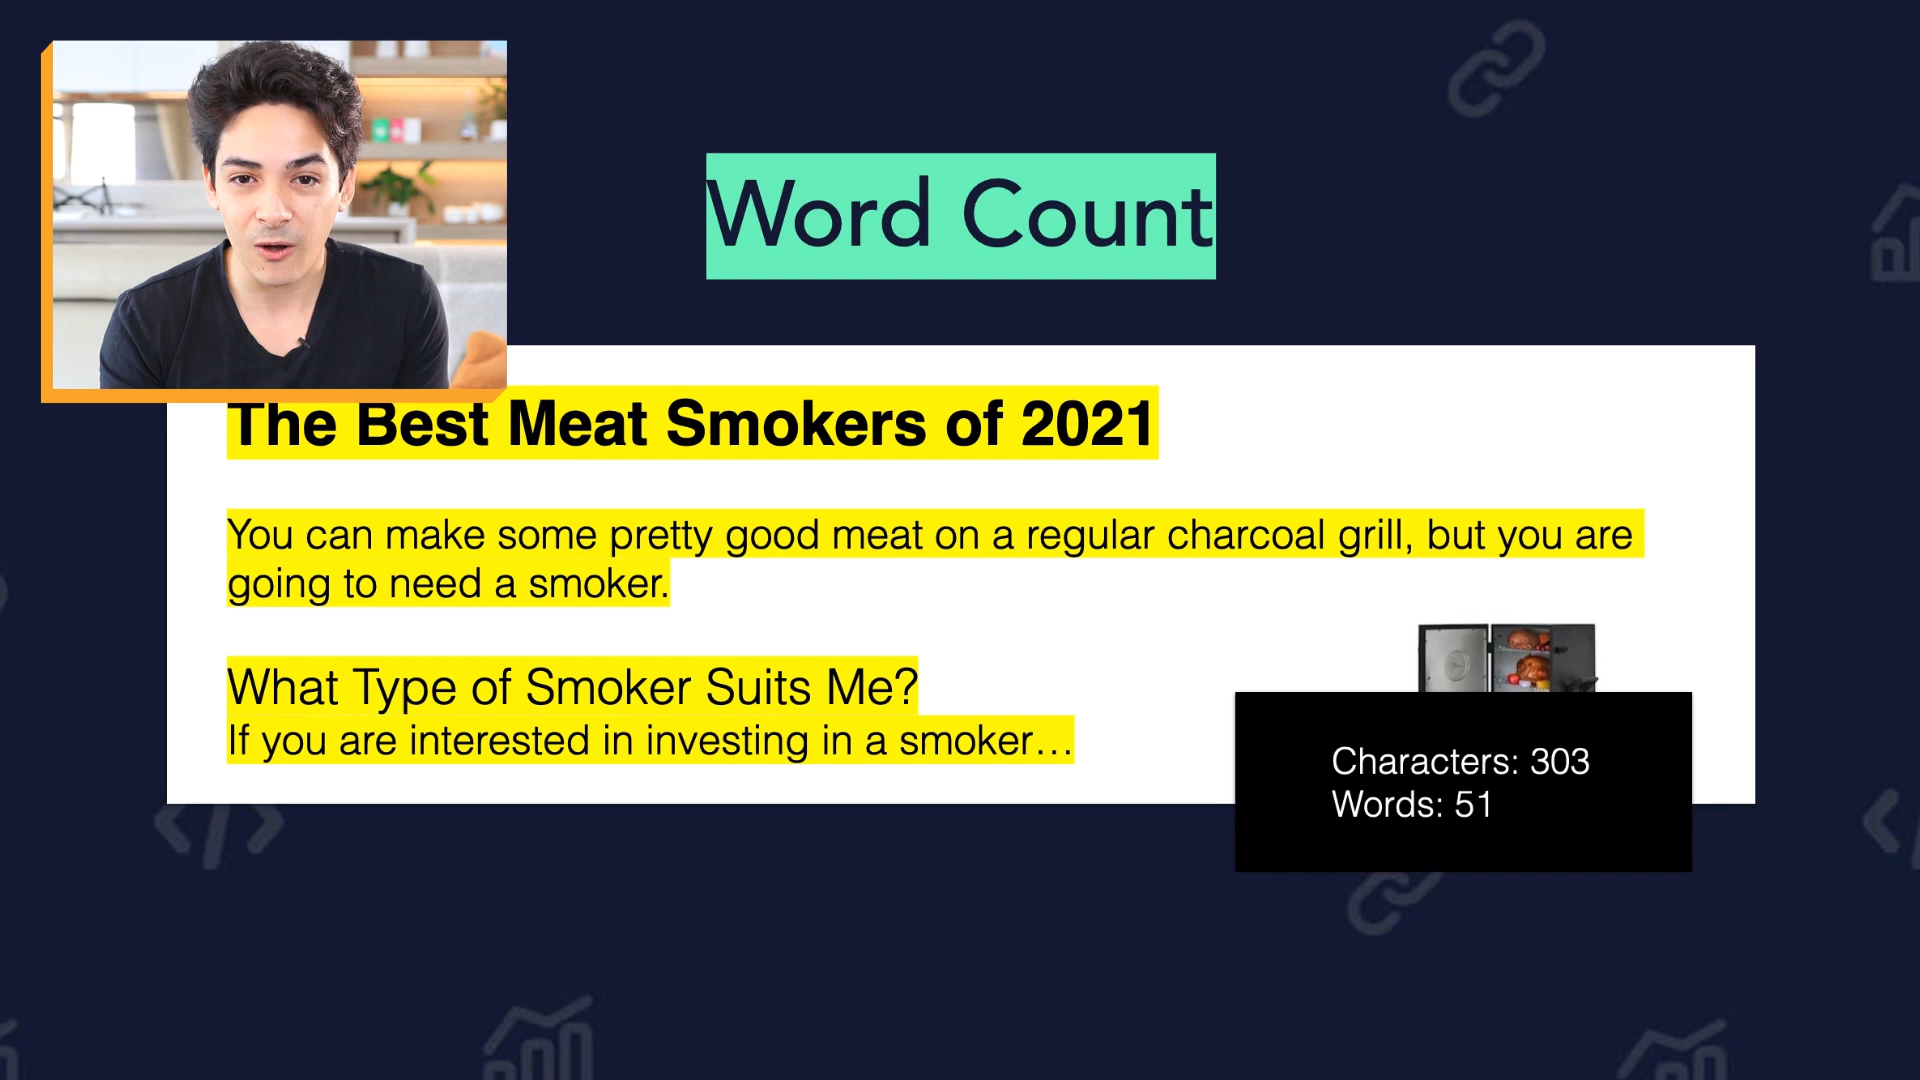 Word Count
The Best Meat Smokers of 2021
You can make some pretty good meat on a regular charcoal grill, but you are
going to need a smoker.
What Type of Smoker Suits Me?
If you are interested in investing in a smoker…
Characters: 303
Words: 51